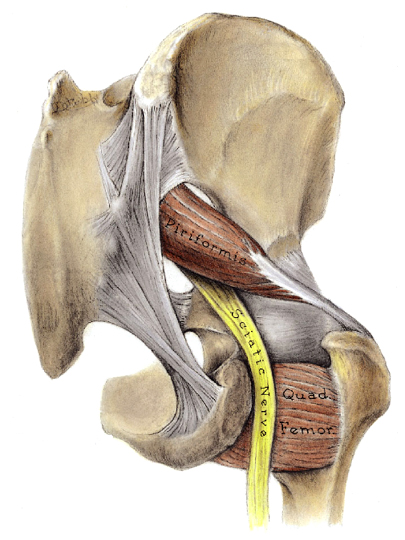 Piriformis
Sciatic Nerve
Quad.
Femor.